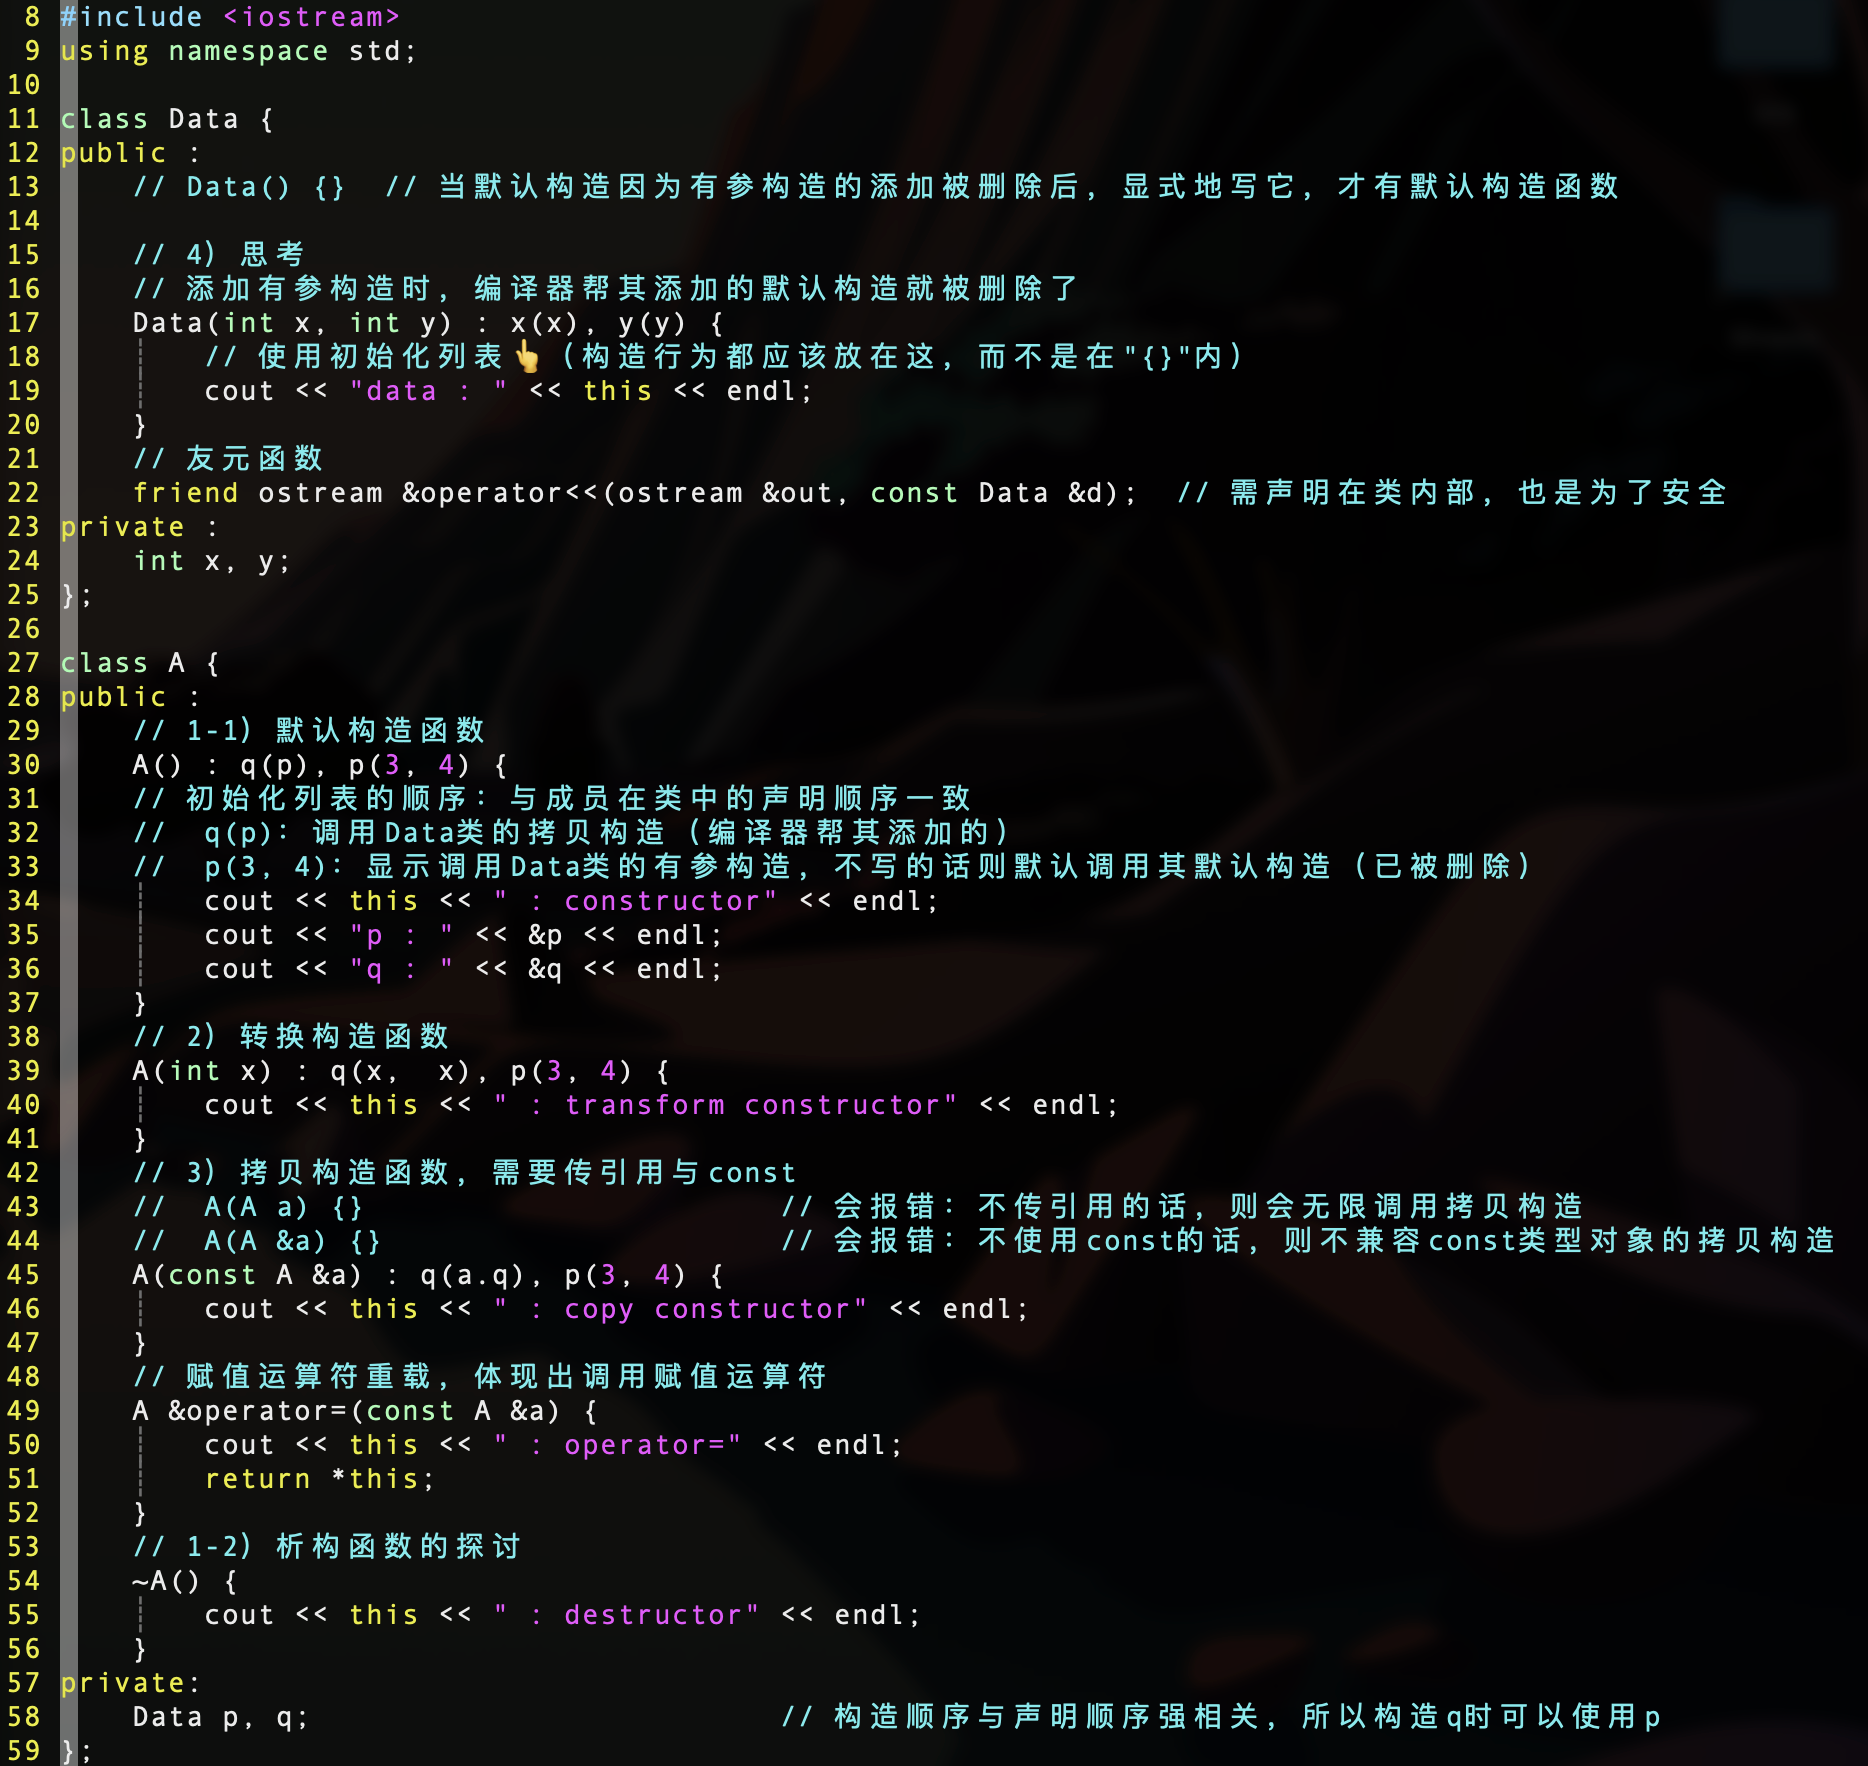 8 #include <iostream>
9 using namespace std;
10
11 class Data {
12 public :
13     // Data() {}  // 当默认构造因为有参构造的添加被删除后，显式地写它，才有默认构造函数
14
15     // 4) 思考
16     // 添加有参构造时，编译器帮其添加的默认构造就被删除了
17     Data(int x, int y) : x(x), y(y) {
18         // 使用初始化列表👆（构造行为都应该放在这，而不是在"{}"内）
19         cout << "data : " << this << endl;
20     }
21     // 友元函数
22     friend ostream &operator<<(ostream &out, const Data &d);  // 需声明在类内部，也是为了安全
23 private :
24     int x, y;
25 };
26
27 class A {
28 public :
29     // 1-1) 默认构造函数
30     A() : q(p), p(3, 4) {
31     // 初始化列表的顺序：与成员在类中的声明顺序一致
32     //  q(p)：调用Data类的拷贝构造（编译器帮其添加的）
33     //  p(3, 4)：显示调用Data类的有参构造，不写的话则默认调用其默认构造（已被删除）
34         cout << this << " : constructor" << endl;
35         cout << "p : " << &p << endl;
36         cout << "q : " << &q << endl;
37     }
38     // 2) 转换构造函数
39     A(int x) : q(x,  x), p(3, 4) {
40         cout << this << " : transform constructor" << endl;
41     }
42     // 3) 拷贝构造函数，需要传引用与const
43     //  A(A a) {}                       // 会报错：不传引用的话，则会无限调用拷贝构造
44     //  A(A &a) {}                      // 会报错：不使用const的话，则不兼容const类型对象的拷贝构造
45     A(const A &a) : q(a.q), p(3, 4) {
46         cout << this << " : copy constructor" << endl;
47     }
48     // 赋值运算符重载，体现出调用赋值运算符
49     A &operator=(const A &a) {
50         cout << this << " : operator=" << endl;
51         return *this;
52     }
53     // 1-2) 析构函数的探讨
54     ~A() {
55         cout << this << " : destructor" << endl;
56     }
57 private:
58     Data p, q;                          // 构造顺序与声明顺序强相关，所以构造q时可以使用p
59 };